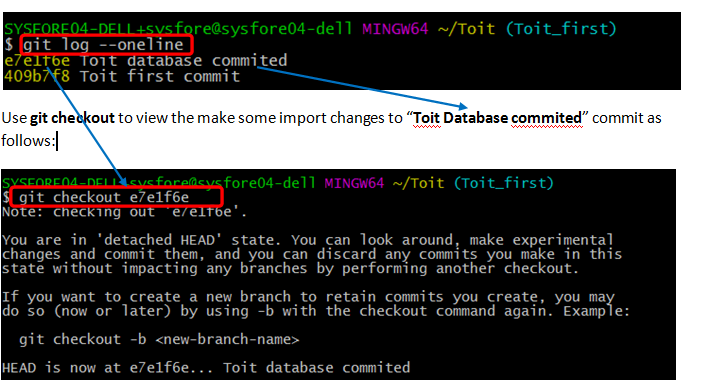 SYSFORE04-DELL+sysfore@sysfore04-dell MINGW64 ~/Toit (Toit_first)
$ git log --oneline
e7e1f6e Toit database commited
409b7f8 Toit first commit
Use git checkout to view the make some import changes to “Toit Database commited” commit as
follows:
SYSFORE04-DELL+sysfore@sysfore04-dell MINGW64 ~/Toit (Toit_first)
$ git checkout e7e1f6e
Note: checking out 'e7e1f6e'.
You are in 'detached HEAD' state. You can look around, make experimental
changes and commit them, and you can discard any commits you make in this
state without impacting any branches by performing another checkout.
If you want to create a new branch to retain commits you create, you may
do so (now or later) by using -b with the checkout command again. Example:
git checkout -b <new-branch-name>
HEAD is now at e7e1f6e... Toit database commited